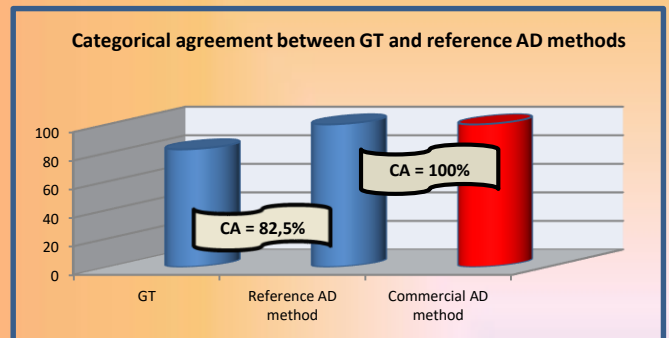 Categorical agreement between GT and reference AD methods
100
80
60
40
20
0
CA = 100%
CA = 82,5%
GT
Reference AD
method
Commercial AD
method